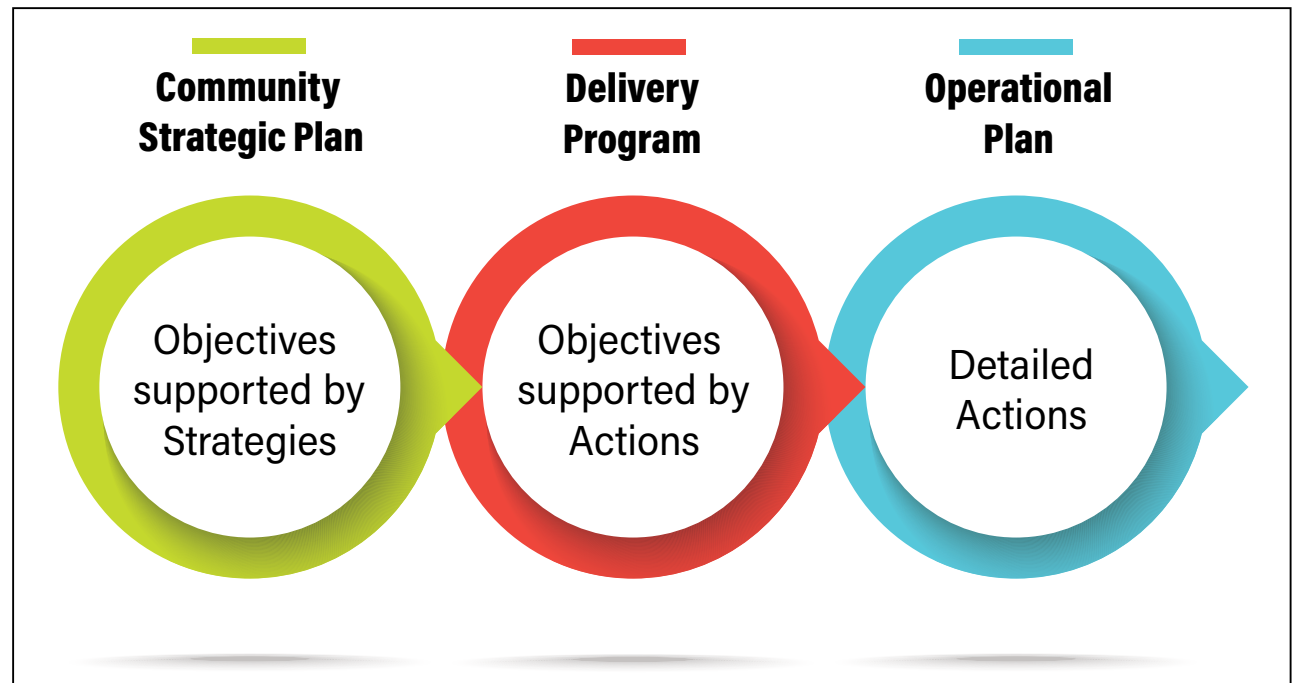 Community
Strategic Plan
Delivery
Program
Operational
Plan
Objectives
supported by
Strategies
Objectives
supported by
Actions
Detailed
Actions